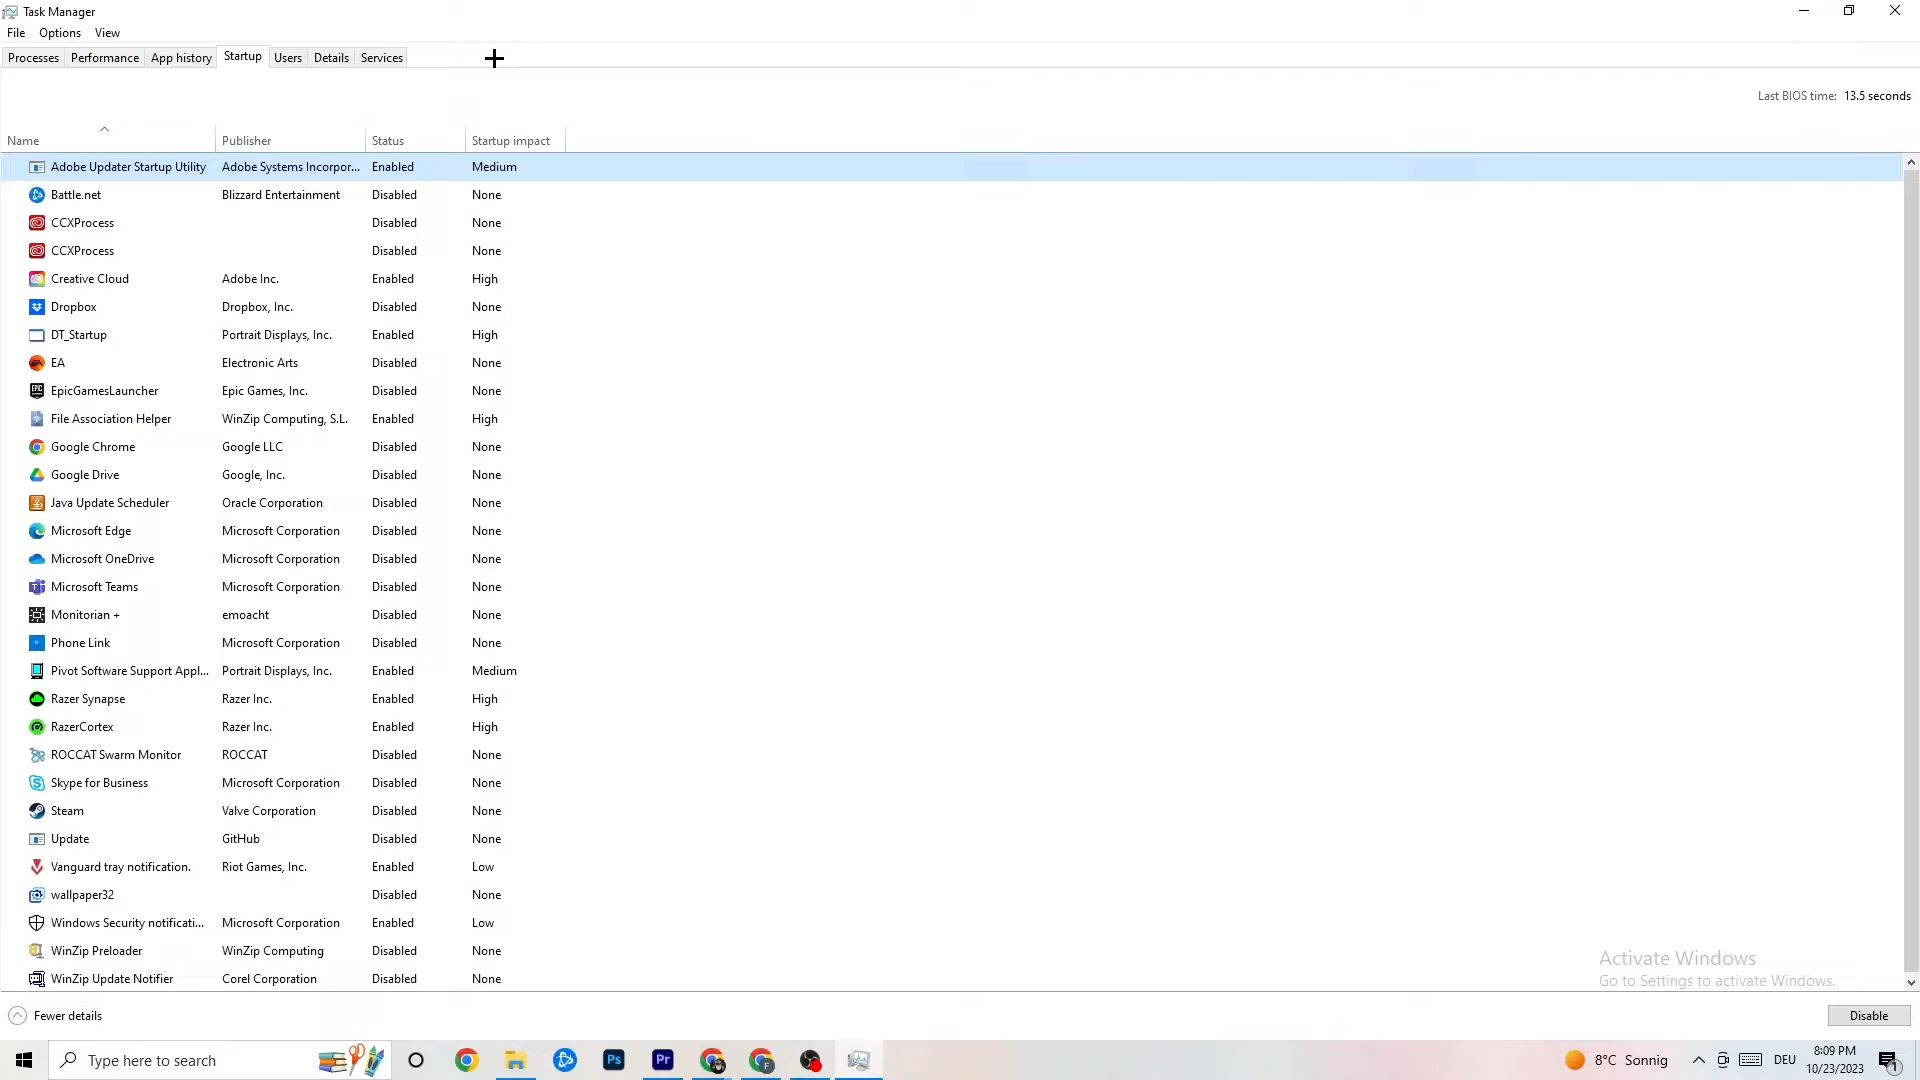 Task Manager
File Options View
Processes Performance App history Startup Users Details Services
Last BIOS time: 13.5 seconds
Name Publisher Status Startup impact
Adobe Updater Startup Utility Adobe Systems Incorpor... Enabled Medium
Battle.net Blizzard Entertainment Disabled None
CCXProcess Disabled None
CCXProcess Disabled None
Creative Cloud Adobe Inc. Enabled High
Dropbox Dropbox, Inc. Disabled None
DT_Startup Portrait Displays, Inc. Enabled High
EA Electronic Arts Disabled None
EpicGamesLauncher Epic Games, Inc. Disabled None
File Association Helper WinZip Computing, S.L. Enabled High
Google Chrome Google LLC Disabled None
Google Drive Google, Inc. Disabled None
Java Update Scheduler Oracle Corporation Disabled None
Microsoft Edge Microsoft Corporation Disabled None
Microsoft OneDrive Microsoft Corporation Disabled None
Microsoft Teams Microsoft Corporation Disabled None
Monitorian + emoacht Disabled None
Phone Link Microsoft Corporation Disabled None
Pivot Software Support Appl... Portrait Displays, Inc. Enabled Medium
Razer Synapse Razer Inc. Enabled High
RazerCortex Razer Inc. Enabled High
ROCCAT Swarm Monitor ROCCAT Disabled None
Skype for Business Microsoft Corporation Disabled None
Steam Valve Corporation Disabled None
Update GitHub Disabled None
Vanguard tray notification. Riot Games, Inc. Enabled Low
wallpaper32 Disabled None
Windows Security notificati... Microsoft Corporation Enabled Low
WinZip Preloader WinZip Computing Disabled None
WinZip Update Notifier Corel Corporation Disabled None
Activate Windows
Go to Settings to activate Windows.
Fewer details Disable
Type here to search Ps Pr F 8°C Sonnig DEU 8:09 PM
10/23/2023 1